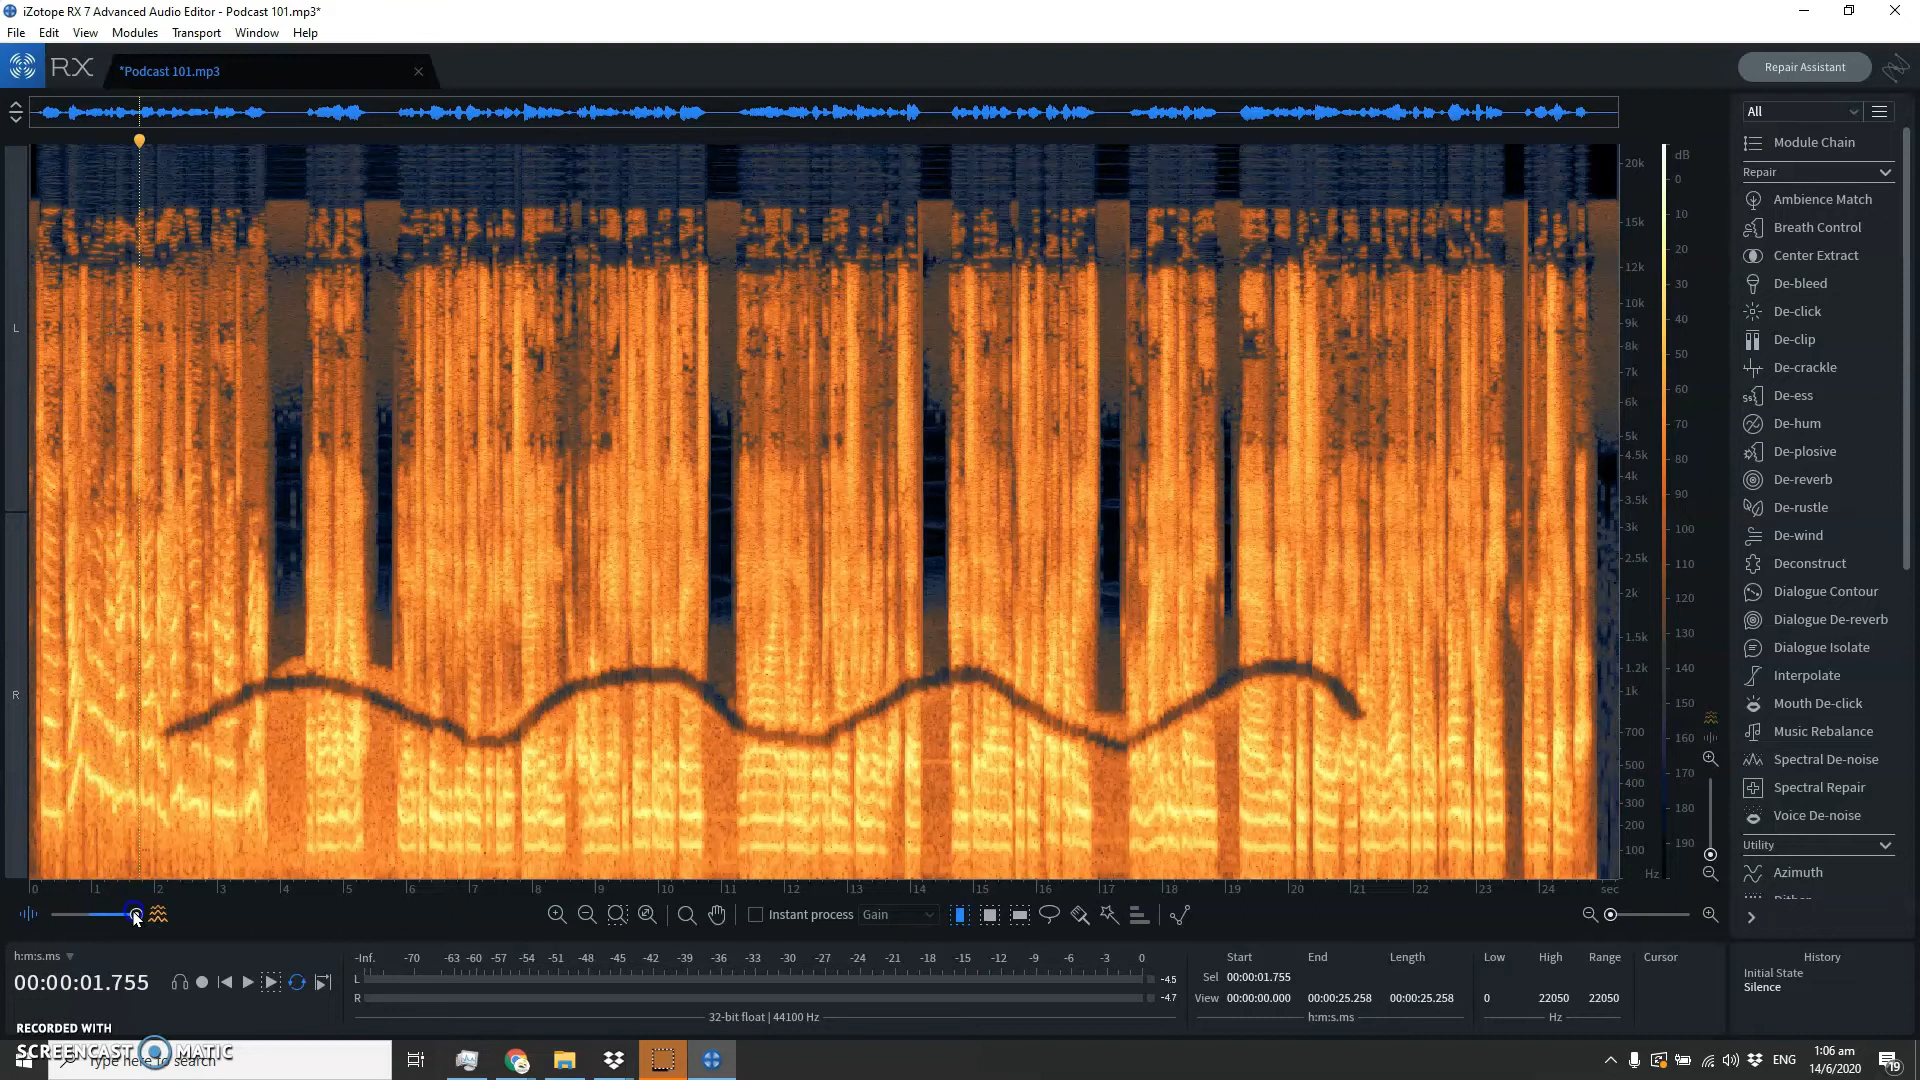 iZotope RX 7 Advanced Audio Editor - Podcast 101.mp3*
File Edit View Modules Transport Window Help
RX
*Podcast 101.mp3
Repair Assistant
All
Module Chain
Repair
Ambience Match
Breath Control
Center Extract
De-bleed
De-click
De-clip
De-crackle
De-ess
De-hum
De-plosive
De-reverb
De-rustle
De-wind
Deconstruct
Dialogue Contour
Dialogue De-reverb
Dialogue Isolate
Interpolate
Mouth De-click
Music Rebalance
Spectral De-noise
Spectral Repair
Voice De-noise
Utility
Azimuth
L
R
20k
15k
12k
10k
9k
8k
7k
6k
5k
4.5k
4k
3.5k
3k
2.5k
2k
1.5k
1.2k
1k
700
500
400
300
200
100
Hz
dB
0
10
20
30
40
50
60
70
80
90
100
110
120
130
140
150
160
170
180
190
0 1 2 3 4 5 6 7 8 9 10 11 12 13 14 15 16 17 18 19 20 21 22 23 24 sec
Instant process Gain
h:m:s.ms
00:00:01.755
-Inf. -70 -63 -60 -57 -54 -51 -48 -45 -42 -39 -36 -33 -30 -27 -24 -21 -18 -15 -12 -9 -6 -3 0
L -4.5
R -4.7
32-bit float | 44100 Hz
Start End Length Low High Range Cursor
Sel 00:00:01.755
View 00:00:00.000 00:00:25.258 00:00:25.258 0 22050 22050
h:m:s.ms Hz
History
Initial State
Silence
RECORDED WITH
SCREENCAST MATIC
Type here to search
ENG
1:06 am
14/6/2020
19